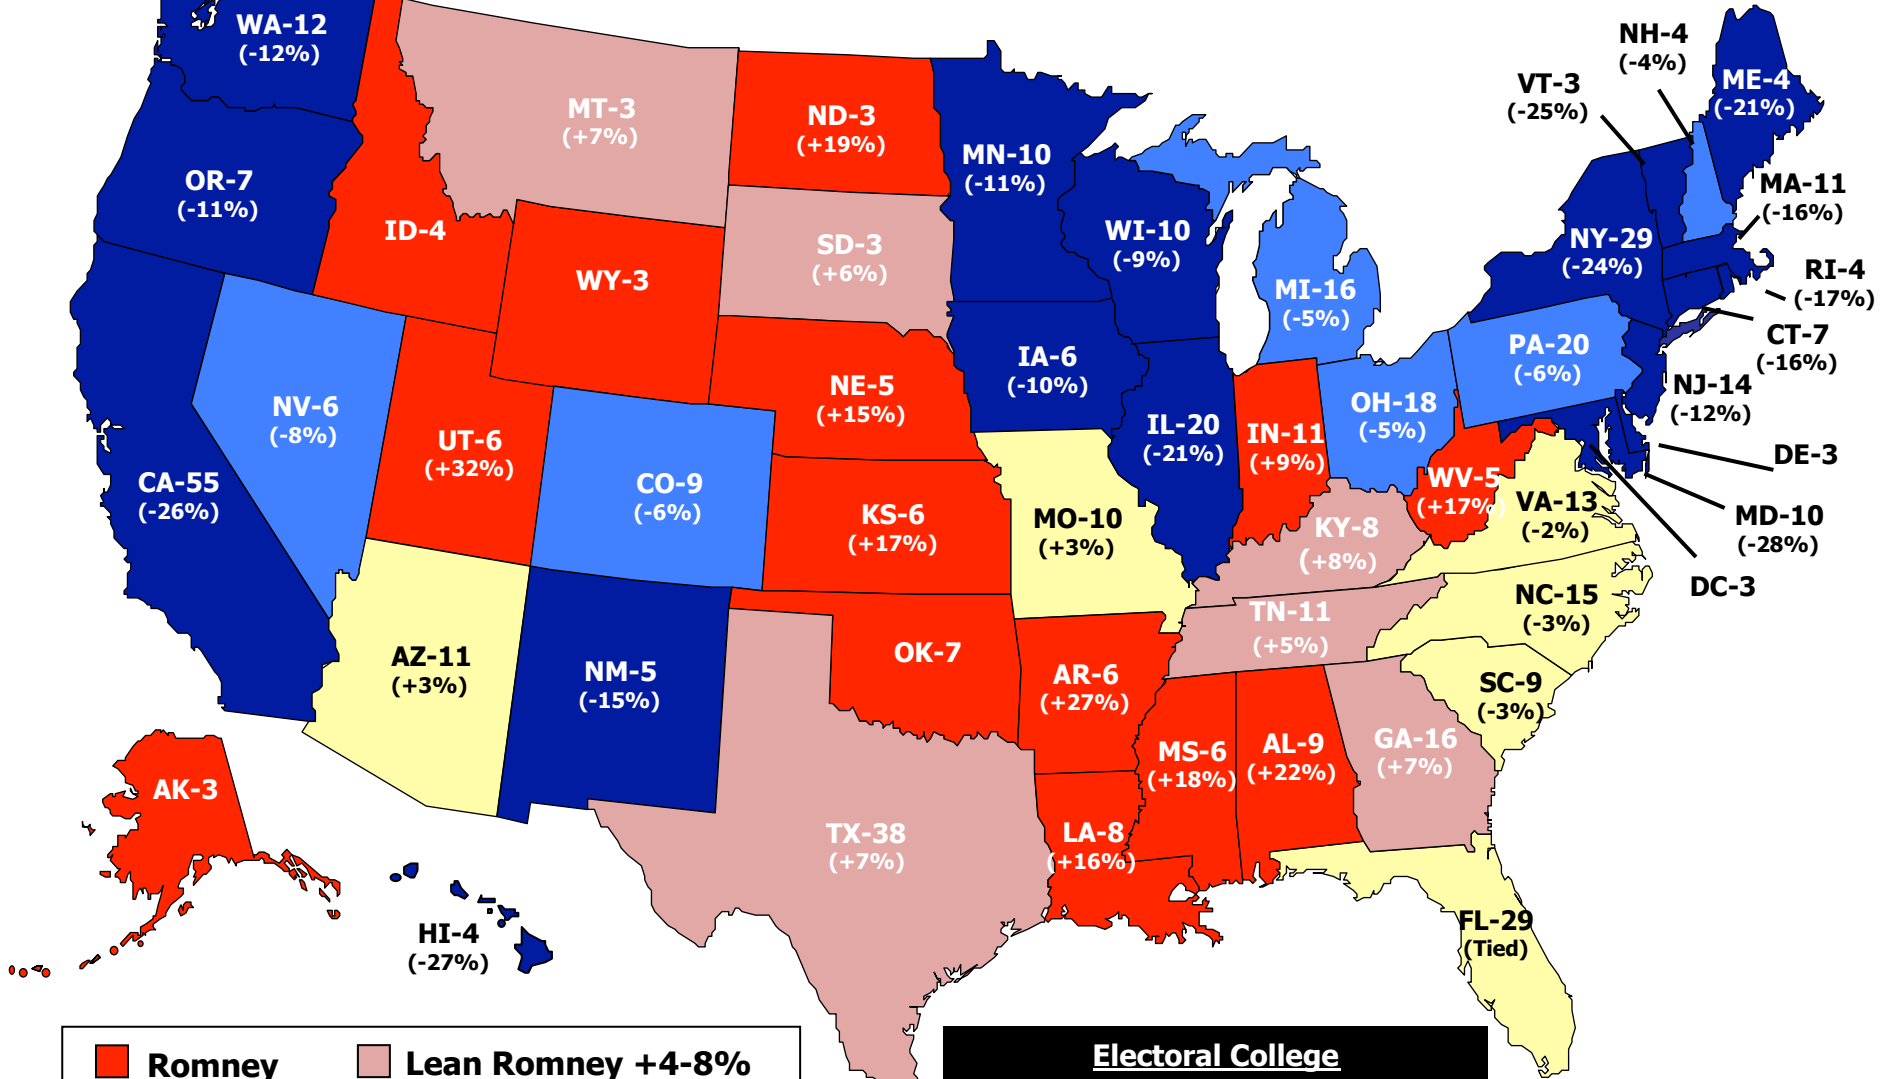 WA-12
(-12%)
OR-7
(-11%)
CA-55
(-26%)
NV-6
(-8%)
ID-4
MT-3
(+7%)
WY-3
UT-6
(+32%)
AZ-11
(+3%)
CO-9
(-6%)
NM-5
(-15%)
ND-3
(+19%)
SD-3
(+6%)
NE-5
(+15%)
KS-6
(+17%)
OK-7
TX-38
(+7%)
MN-10
(-11%)
IA-6
(-10%)
MO-10
(+3%)
AR-6
(+27%)
LA-8
(+16%)
WI-10
(-9%)
IL-20
(-21%)
MI-16
(-5%)
IN-11
(+9%)
OH-18
(-5%)
KY-8
(+8%)
TN-11
(+5%)
MS-6
(+18%)
AL-9
(+22%)
GA-16
(+7%)
FL-29
(Tied)
SC-9
(-3%)
NC-15
(-3%)
VA-13
(-2%)
WV-5
(+17%)
PA-20
(-6%)
NY-29
(-24%)
VT-3
(-25%)
NH-4
(-4%)
ME-4
(-21%)
MA-11
(-16%)
RI-4
(-17%)
CT-7
(-16%)
NJ-14
(-12%)
DE-3
MD-10
(-28%)
DC-3
AK-3
HI-4
(-27%)
Romney
Lean Romney +4-8%
Electoral College